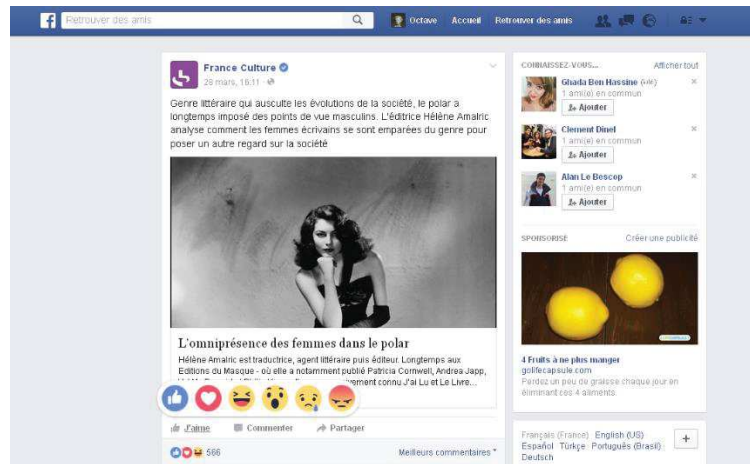 Retrouver des amis
Octave Accueil Retrouver des amis
France Culture
28 mars, 16:11
Genre littéraire qui ausculte les évolutions de la société, le polar a
longtemps imposé des points de vue masculins. L'éditrice Hélène Amalric
analyse comment les femmes écrivains se sont emparées du genre pour
poser un autre regard sur la société
L'omniprésence des femmes dans le polar
Hélène Amalric est traductrice, agent littéraire puis éditeur. Longtemps aux
Editions du Masque - où elle a notamment publié Patricia Cornwell, Andrea Japp,
connu J'ai Lu et Le Livre...
J'aime Commenter Partager
566 Meilleurs commentaires
CONNAISSEZ-VOUS... Afficher tout
Ghada Ben Hassine
1 ami(e) en commun
Ajouter
Clement Dinel
1 ami(e) en commun
Ajouter
Alan Le Bescop
1 ami(e) en commun
Ajouter
SPONSORISÉ Créer une publicité
4 Fruits à ne plus manger
golifecapsule.com
Perdez un peu de graisse chaque jour en
éliminant ces 4 aliments.
Français (France) English (US)
Español Türkçe Português (Brasil)
Deutsch